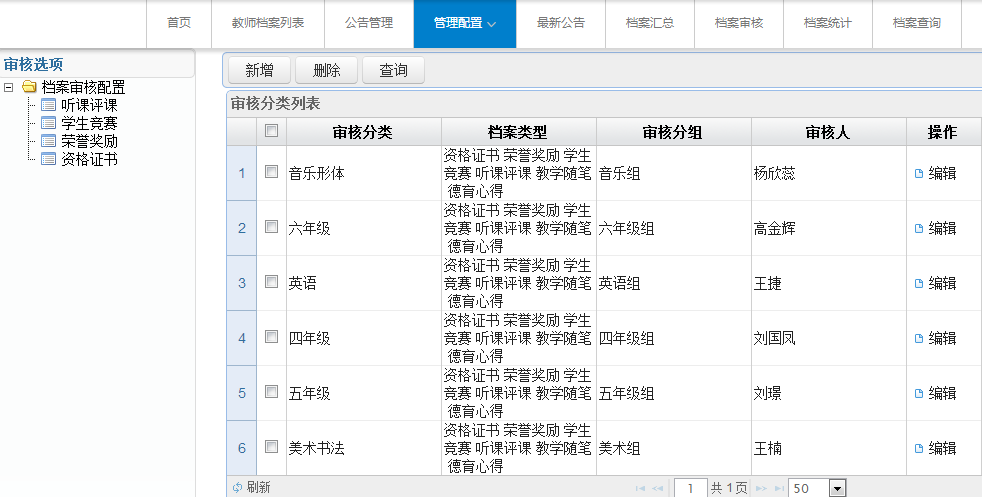 首页 教师档案列表 公告管理 管理配置 最新公告 档案汇总 档案审核 档案统计 档案查询
审核选项
档案审核配置
听课评课
学生竞赛
荣誉奖励
资格证书
新增 删除 查询
审核分类列表
审核分类 档案类型 审核分组 审核人 操作
资格证书 荣誉奖励 学生
1 音乐形体 竞赛 听课评课 教学随笔 音乐组 杨欣蕊 编辑
德育心得
资格证书 荣誉奖励 学生
2 六年级 竞赛 听课评课 教学随笔 六年级组 高金辉 编辑
德育心得
资格证书 荣誉奖励 学生
3 英语 竞赛 听课评课 教学随笔 英语组 王捷 编辑
德育心得
资格证书 荣誉奖励 学生
4 四年级 竞赛 听课评课 教学随笔 四年级组 刘国凤 编辑
德育心得
资格证书 荣誉奖励 学生
5 五年级 竞赛 听课评课 教学随笔 五年级组 刘璟 编辑
德育心得
资格证书 荣誉奖励 学生
6 美术书法 竞赛 听课评课 教学随笔 美术组 王楠 编辑
德育心得
刷新 1 共 1 页 50